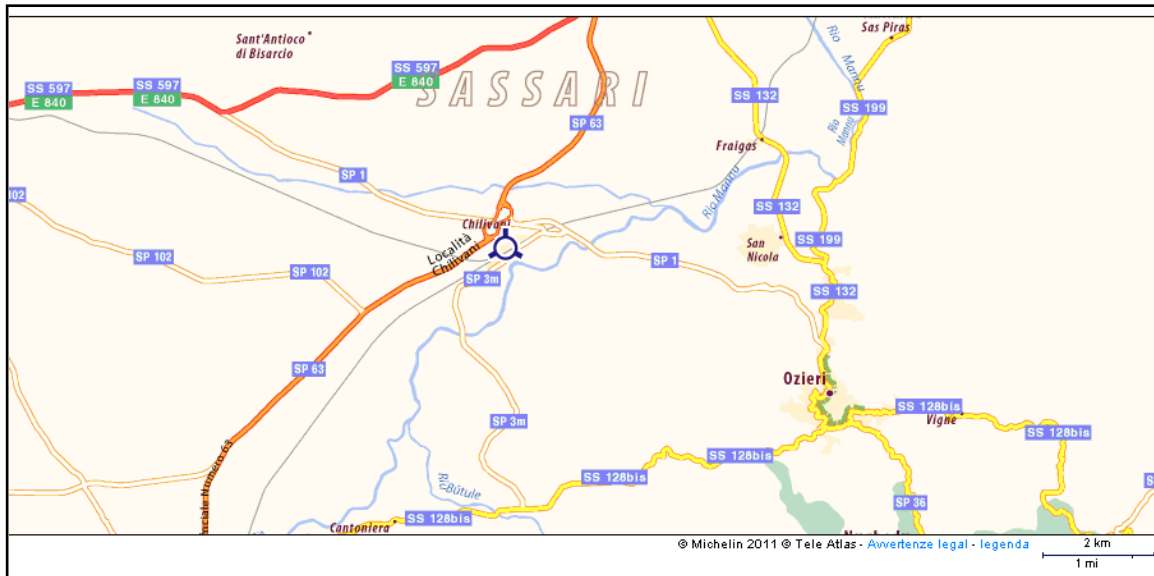 Sant'Antioco
di Bisarcio
Sas Piras
Rio
Mannu
SS 597
E 840
SS 597
E 840
SS 597
E 840
SASSARI
SS 132
SS 199
SP 63
Rio
Mannu
Fraigas
SP 1
Rio Mannu
102
SS 132
Chilivani
San
Nicola
SS 199
Località
Chilivani
SP 102
SP 102
SP 3m
SP 1
SS 132
SP 63
Ozieri
SS 128bis
Vigne
SP 3m
SS 128bis
SS 128bis
Numero 63
SS 128bis
Rio Bútule
SP 36
SS 128bis
Cantoniera
© Michelin 2011 © Tele Atlas - Avvertenze legal - legenda
2 km
1 mi